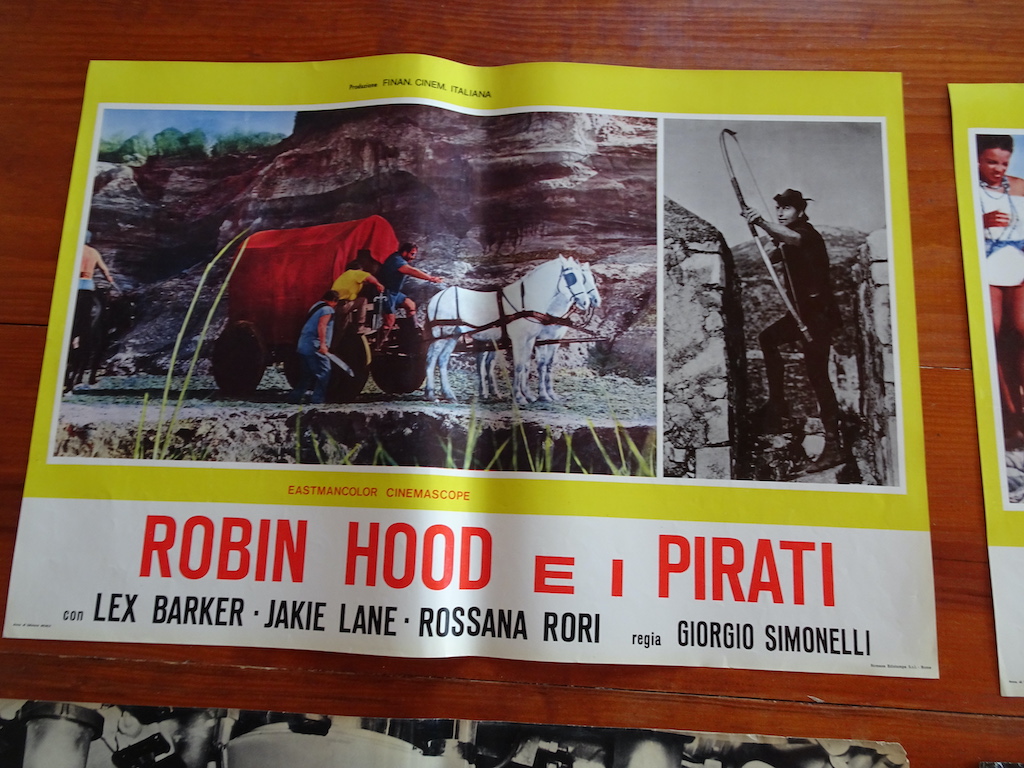 Produzione FINAN. CINEM. ITALIANA
EASTMANCOLOR CINEMASCOPE
ROBIN HOOD E I PIRATI
con LEX BARKER · JAKIE LANE · ROSSANA RORI regia GIORGIO SIMONELLI